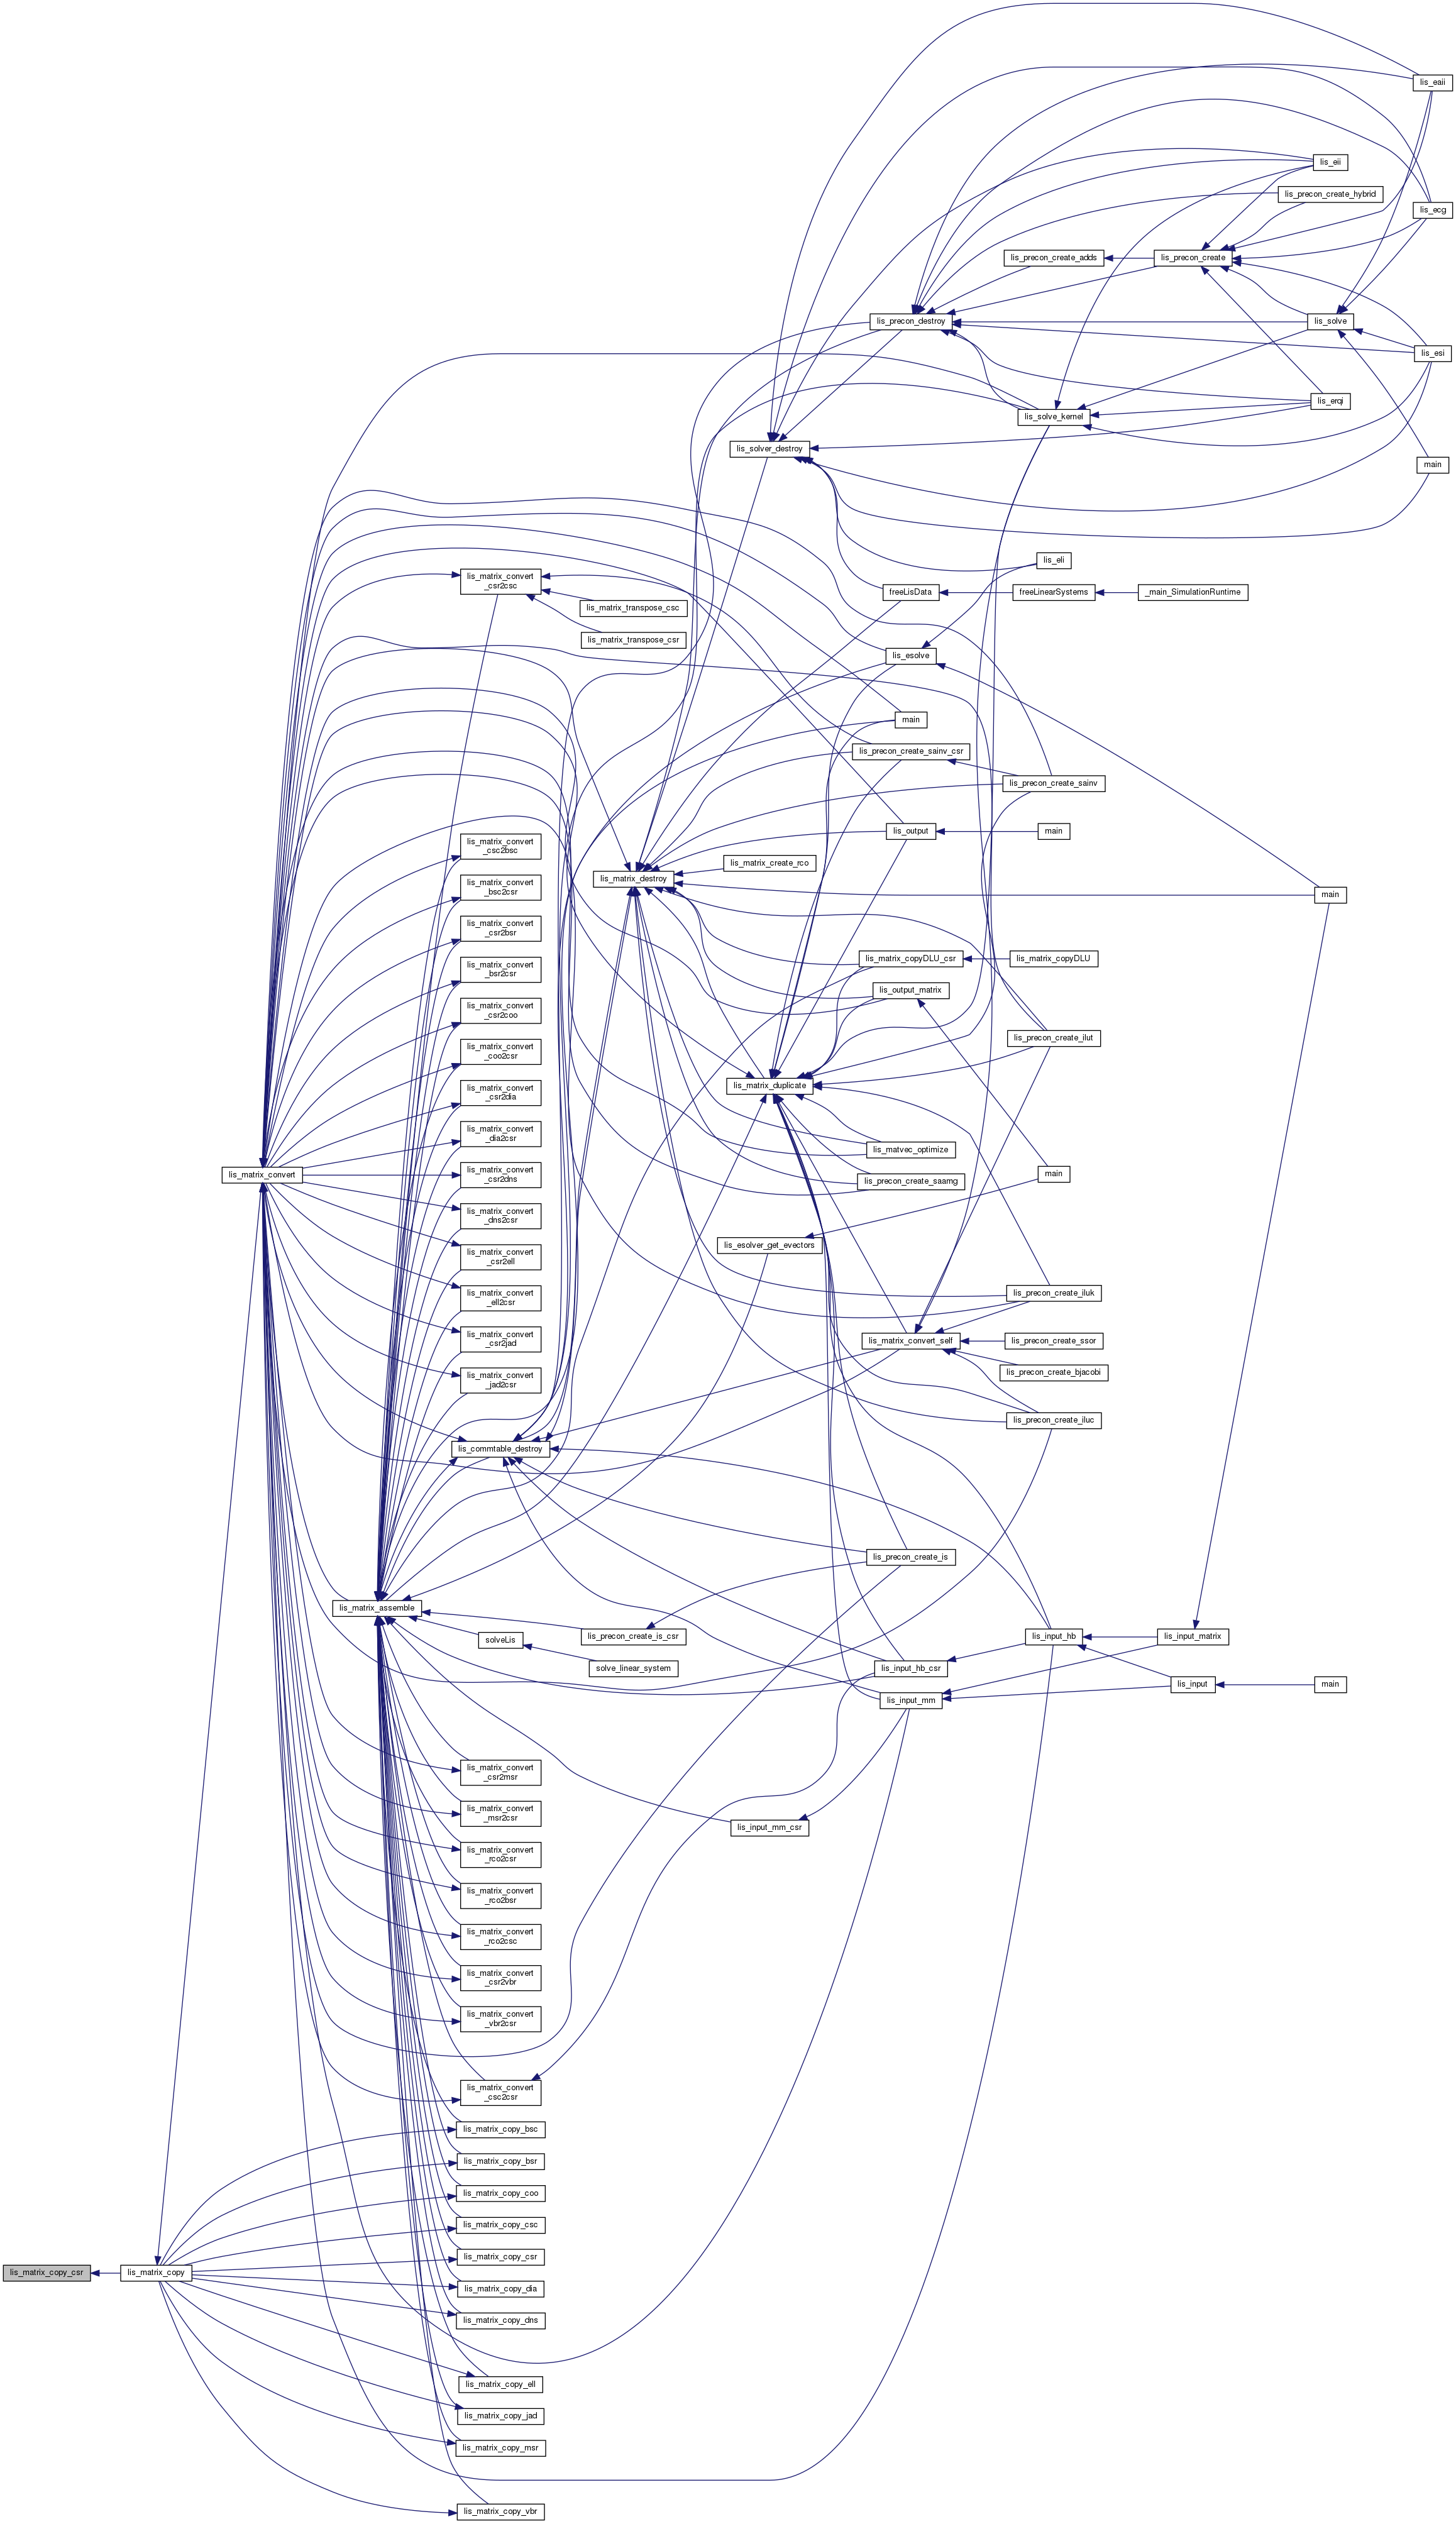 lis_eaii
lis_eii
lis_precon_create_hybrid
lis_ecg
lis_precon_create_adds
lis_precon_create
lis_precon_destroy
lis_solve
lis_esi
lis_erqi
lis_solve_kernel
lis_solver_destroy
main
lis_eli
lis_matrix_convert
_csr2csc
freeLisData
freeLinearSystems
_main_SimulationRuntime
lis_matrix_transpose_csc
lis_matrix_transpose_csr
lis_esolve
main
lis_precon_create_sainv_csr
lis_precon_create_sainv
lis_output
main
lis_matrix_convert
_csc2bsc
lis_matrix_create_rco
lis_matrix_destroy
lis_matrix_convert
_bsc2csr
main
lis_matrix_convert
_csr2bsr
lis_matrix_copyDLU_csr
lis_matrix_copyDLU
lis_matrix_convert
_bsr2csr
lis_output_matrix
lis_matrix_convert
_csr2coo
lis_precon_create_ilut
lis_matrix_convert
_coo2csr
lis_matrix_duplicate
lis_matrix_convert
_csr2dia
lis_matrix_convert
_dia2csr
lis_matvec_optimize
lis_matrix_convert
lis_matrix_convert
_csr2dns
lis_precon_create_saamg
main
lis_matrix_convert
_dns2csr
lis_esolver_get_evectors
lis_matrix_convert
_csr2ell
lis_matrix_convert
_ell2csr
lis_precon_create_iluk
lis_matrix_convert
_csr2jad
lis_matrix_convert_self
lis_precon_create_ssor
lis_matrix_convert
_jad2csr
lis_precon_create_bjacobi
lis_precon_create_iluc
lis_commtable_destroy
lis_precon_create_is
lis_matrix_assemble
lis_precon_create_is_csr
solveLis
lis_input_hb
lis_input_matrix
solve_linear_system
lis_input_hb_csr
lis_input
main
lis_input_mm
lis_matrix_convert
_csr2msr
lis_matrix_convert
_msr2csr
lis_input_mm_csr
lis_matrix_convert
_rco2csr
lis_matrix_convert
_rco2bsr
lis_matrix_convert
_rco2csc
lis_matrix_convert
_csr2vbr
lis_matrix_convert
_vbr2csr
lis_matrix_convert
_csc2csr
lis_matrix_copy_bsc
lis_matrix_copy_bsr
lis_matrix_copy_coo
lis_matrix_copy_csc
lis_matrix_copy_csr
lis_matrix_copy_csr
lis_matrix_copy
lis_matrix_copy_dia
lis_matrix_copy_dns
lis_matrix_copy_ell
lis_matrix_copy_jad
lis_matrix_copy_msr
lis_matrix_copy_vbr